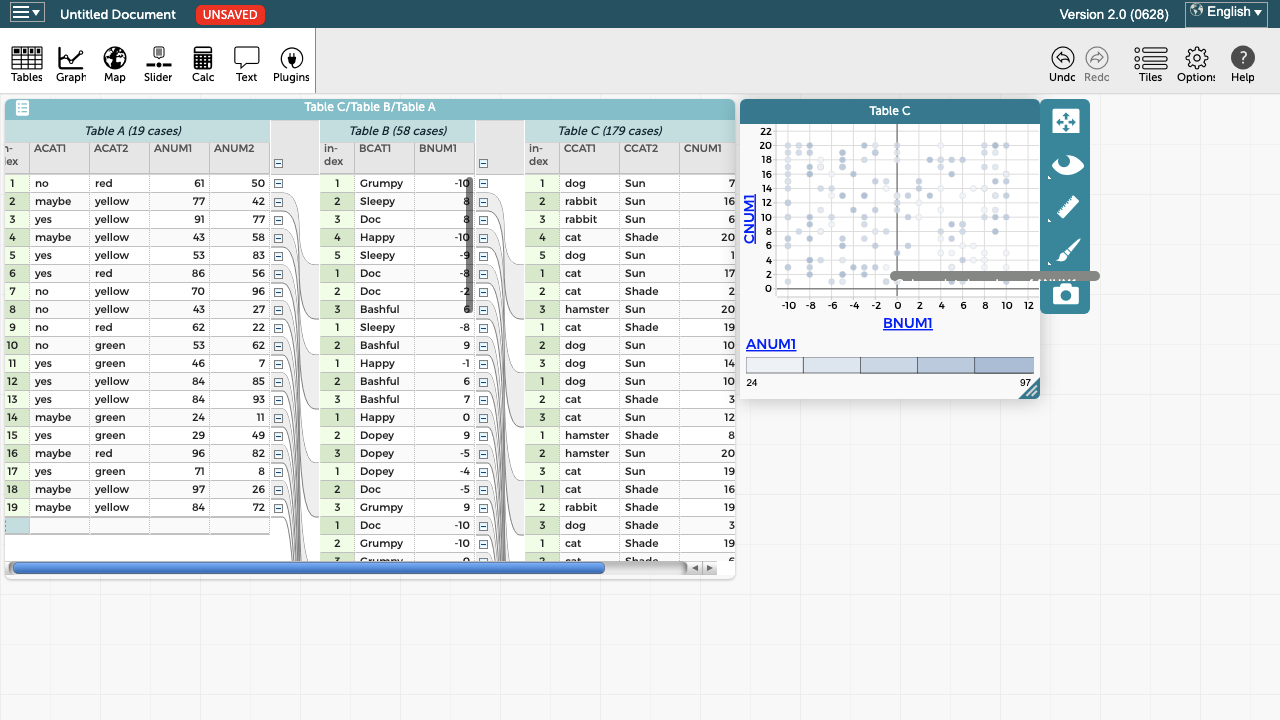 Untitled Document UNSAVED Version 2.0 (0628) English
Tables Graph Map Slider Calc Text Plugins Undo Redo Tiles Options Help
Table C/Table B/Table A
Table A (19 cases) Table B (58 cases) Table C (179 cases)
ACAT1 ACAT2 ANUM1 ANUM2 in-dex BCAT1 BNUM1 in-dex CCAT1 CCAT2 CNUM1
1 no red 61 50 1 Grumpy -10 1 dog Sun 7
2 maybe yellow 77 42 2 Sleepy 8 2 rabbit Sun 16
3 yes yellow 91 77 3 Doc 8 3 rabbit Sun 6
4 maybe yellow 43 58 4 Happy -10 4 cat Shade 20
5 yes yellow 53 83 5 Sleepy -9 5 dog Sun 1
6 yes red 86 56 1 Doc -8 1 cat Sun 17
7 no yellow 70 96 2 Doc -2 2 cat Shade 2
8 no yellow 43 27 3 Bashful 6 3 hamster Sun 20
9 no red 62 22 1 Sleepy -8 1 cat Shade 19
10 no green 53 62 2 Bashful 9 2 dog Sun 10
11 yes green 46 7 1 Happy -1 3 dog Sun 14
12 yes yellow 84 85 2 Bashful 6 1 dog Sun 10
13 yes yellow 84 93 3 Bashful 7 2 cat Shade 3
14 maybe green 24 11 1 Happy 0 3 cat Sun 12
15 yes green 29 49 2 Dopey 9 1 hamster Shade 8
16 maybe red 96 82 3 Dopey -5 2 hamster Sun 20
17 yes green 71 8 1 Dopey -4 3 cat Sun 19
18 maybe yellow 97 26 2 Doc -5 1 cat Shade 16
19 maybe yellow 84 72 3 Grumpy 9 2 rabbit Shade 19
1 Doc -10 3 dog Shade 3
2 Grumpy -10 1 cat Shade 19
Table C
CNUM1
22
20
18
16
14
12
10
8
6
4
2
0
-10 -8 -6 -4 -2 0 2 4 6 8 10 12
BNUM1
ANUM1
24 97